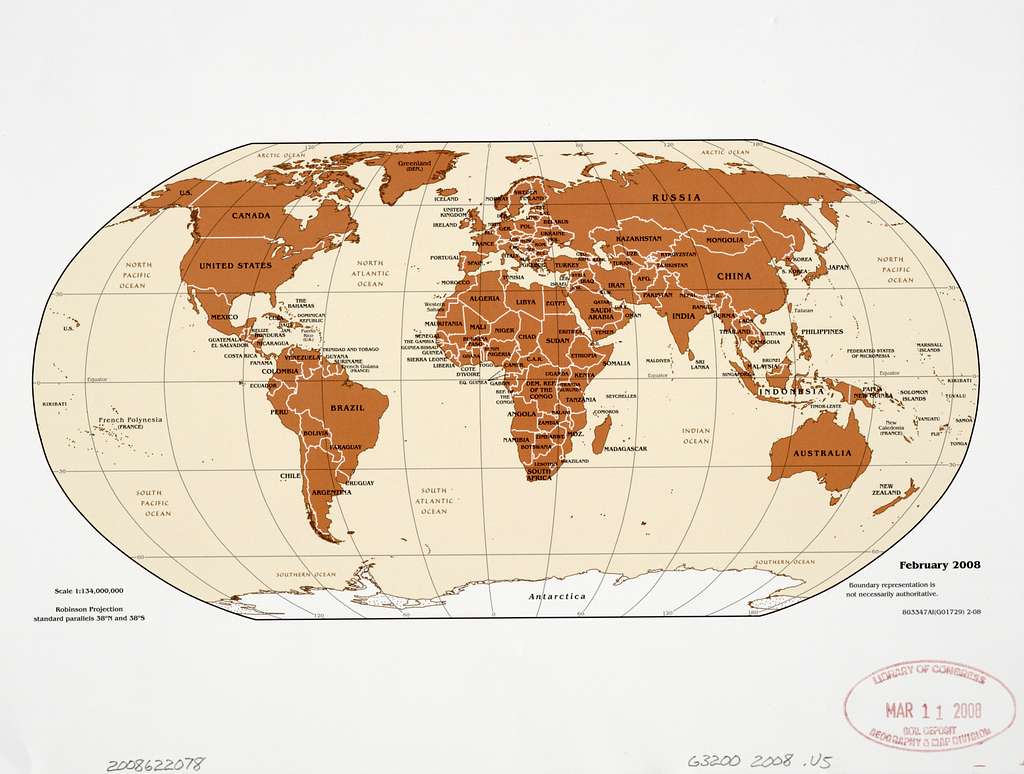 ARCTIC OCEAN
ARCTIC OCEAN
Greenland
(DEN.)
U.S.
CANADA
UNITED STATES
MEXICO
THE
BAHAMAS
CUBA
DOMINICAN
REPUBLIC
HAITI
JAM.
Puerto
Rico
(U.S.)
BELIZE
HONDURAS
GUATEMALA
EL SALVADOR
NICARAGUA
COSTA RICA
PANAMA
TRINIDAD AND TOBAGO
VENEZUELA
GUYANA
SURINAME
French Guiana
(FRANCE)
COLOMBIA
ECUADOR
PERU
BRAZIL
BOLIVIA
PARAGUAY
CHILE
URUGUAY
ARGENTINA
ICELAND
NORWAY
SWEDEN
FINLAND
UNITED
KINGDOM
IRELAND
DEN.
GER.
POL.
BELARUS
UKRAINE
FRANCE
ROM.
ITALY
PORTUGAL
SPAIN
TURKEY
RUSSIA
KAZAKHSTAN
MONGOLIA
KYRGYZSTAN
TAJIKISTAN
UZB.
TURKM.
CHINA
N. KOREA
S. KOREA
JAPAN
SYRIA
ISRAEL
IRAQ
IRAN
AFG.
PAKISTAN
NEPAL
INDIA
BURMA
LAOS
THAILAND
VIETNAM
CAMBODIA
Taiwan
PHILIPPINES
QATAR
U.A.E.
SAUDI
ARABIA
OMAN
YEMEN
MOROCCO
TUNISIA
ALGERIA
LIBYA
EGYPT
Western
Sahara
MAURITANIA
MALI
NIGER
CHAD
SUDAN
ERITREA
SENEGAL
THE GAMBIA
GUINEA-BISSAU
GUINEA
SIERRA LEONE
LIBERIA
COTE
D'IVOIRE
BURKINA
FASO
GHANA
TOGO
BENIN
NIGERIA
CAMER.
C.A.R.
ETHIOPIA
SOMALIA
EQ. GUINEA
GABON
REP.
OF
THE
CONGO
DEM. REP.
OF THE
CONGO
UGANDA
KENYA
RWANDA
BURUNDI
TANZANIA
SEYCHELLES
COMOROS
ANGOLA
ZAMBIA
MALAWI
MOZ.
ZIMBABWE
NAMIBIA
BOTSWANA
MADAGASCAR
SWAZILAND
LESOTHO
SOUTH
AFRICA
MALDIVES
SRI
LANKA
BRUNEI
MALAYSIA
SINGAPORE
INDONESIA
TIMOR-LESTE
PAPUA
NEW GUINEA
FEDERATED STATES
OF MICRONESIA
MARSHALL
ISLANDS
KIRIBATI
SOLOMON
ISLANDS
TUVALU
VANUATU
SAMOA
FIJI
TONGA
New
Caledonia
(FRANCE)
AUSTRALIA
NEW
ZEALAND
U.S.
KIRIBATI
French Polynesia
(FRANCE)
Equator
Equator
Equator
NORTH
PACIFIC
OCEAN
NORTH
ATLANTIC
OCEAN
NORTH
PACIFIC
OCEAN
INDIAN
OCEAN
SOUTH
PACIFIC
OCEAN
SOUTH
ATLANTIC
OCEAN
SOUTHERN OCEAN
SOUTHERN OCEAN
Antarctica
Scale 1:134,000,000
Robinson Projection
standard parallels 38°N and 38°S
February 2008
Boundary representation is
not necessarily authoritative.
803347AI(G01729) 2-08
LIBRARY OF CONGRESS
MAR 11 2008
GEOGRAPHY & MAP DIVISION
2008622078
G3200 2008 .U5